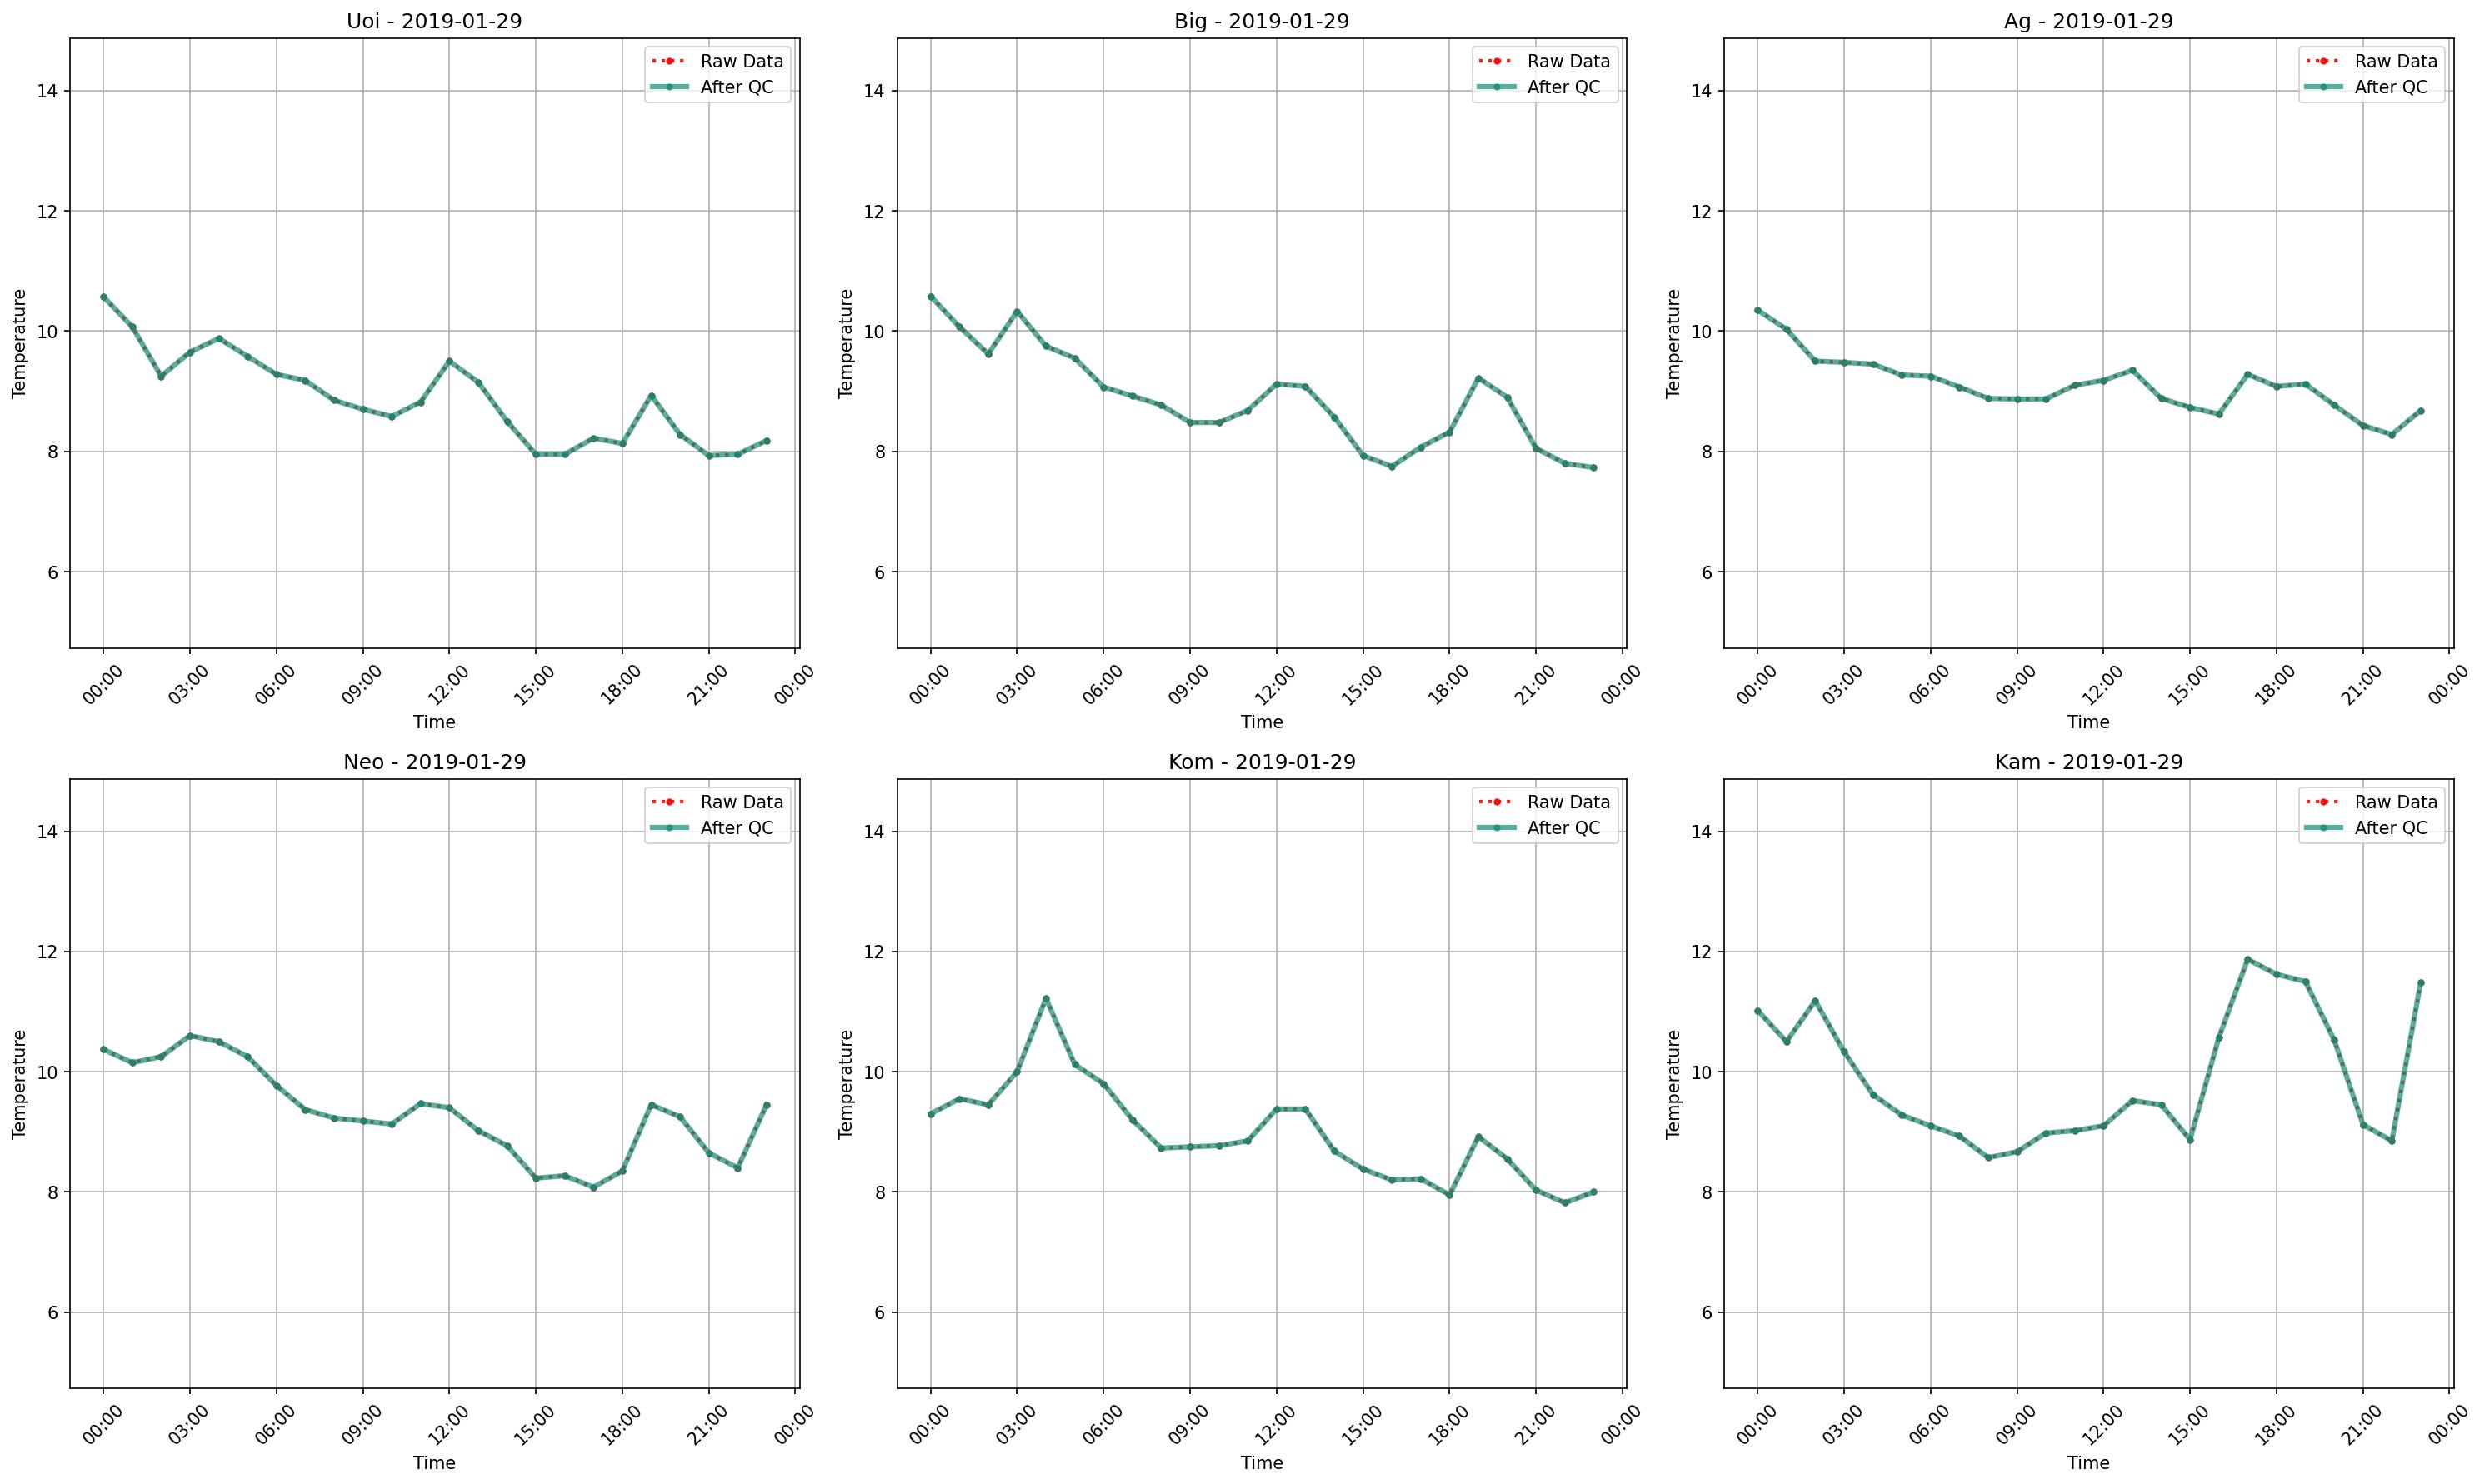 Uoi - 2019-01-29
Raw Data
After QC
14
12
10
8
6
Temperature
00:00
03:00
06:00
09:00
12:00
15:00
18:00
21:00
00:00
Time
Big - 2019-01-29
Raw Data
After QC
14
12
10
8
6
Temperature
00:00
03:00
06:00
09:00
12:00
15:00
18:00
21:00
00:00
Time
Ag - 2019-01-29
Raw Data
After QC
14
12
10
8
6
Temperature
00:00
03:00
06:00
09:00
12:00
15:00
18:00
21:00
00:00
Time
Neo - 2019-01-29
Raw Data
After QC
14
12
10
8
6
Temperature
00:00
03:00
06:00
09:00
12:00
15:00
18:00
21:00
00:00
Time
Kom - 2019-01-29
Raw Data
After QC
14
12
10
8
6
Temperature
00:00
03:00
06:00
09:00
12:00
15:00
18:00
21:00
00:00
Time
Kam - 2019-01-29
Raw Data
After QC
14
12
10
8
6
Temperature
00:00
03:00
06:00
09:00
12:00
15:00
18:00
21:00
00:00
Time